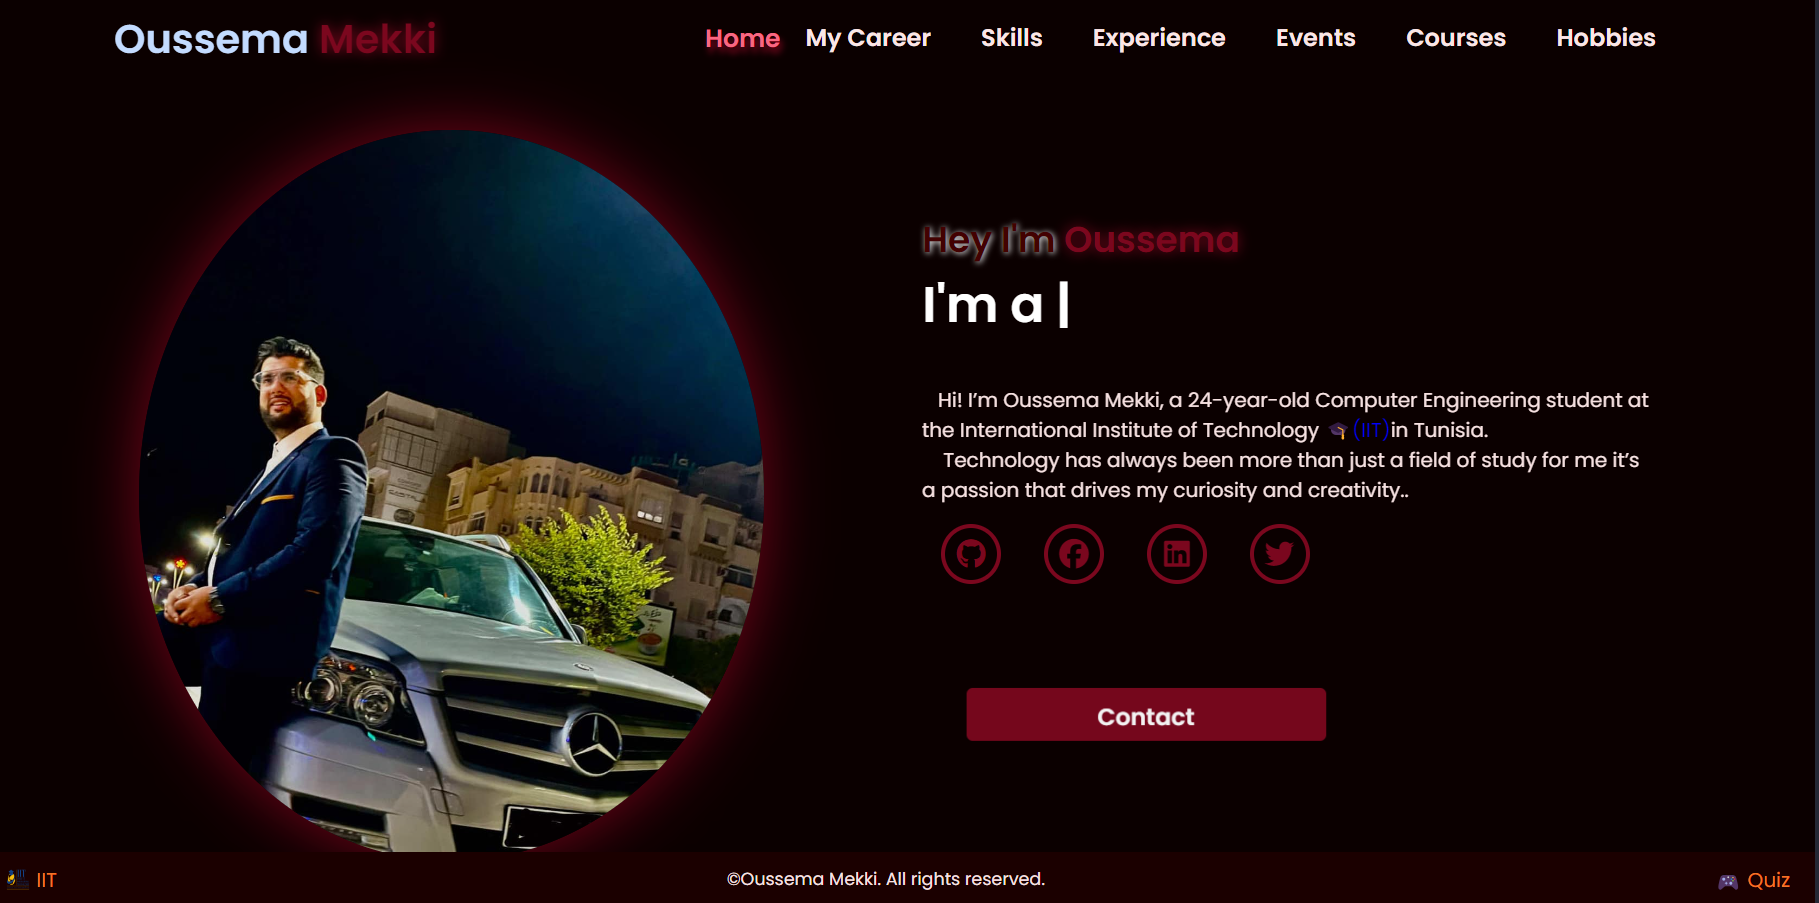 Oussema Mekki
Home My Career Skills Experience Events Courses Hobbies
Hey I'm Oussema
I'm a |
Hi! I’m Oussema Mekki, a 24-year-old Computer Engineering student at
the International Institute of Technology 🎓(IIT)in Tunisia.
Technology has always been more than just a field of study for me it’s
a passion that drives my curiosity and creativity..
Contact
IIT
©Oussema Mekki. All rights reserved.
🎮 Quiz